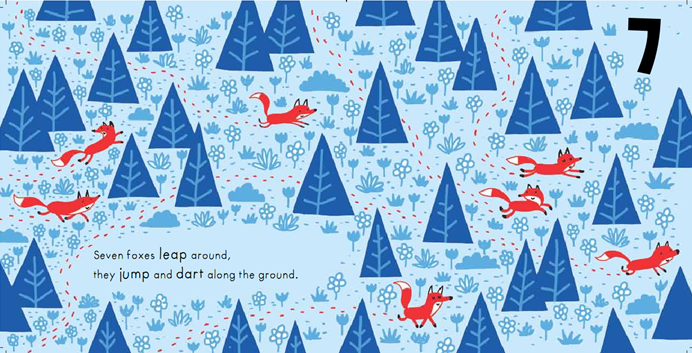 7
Seven foxes leap around,
they jump and dart along the ground.